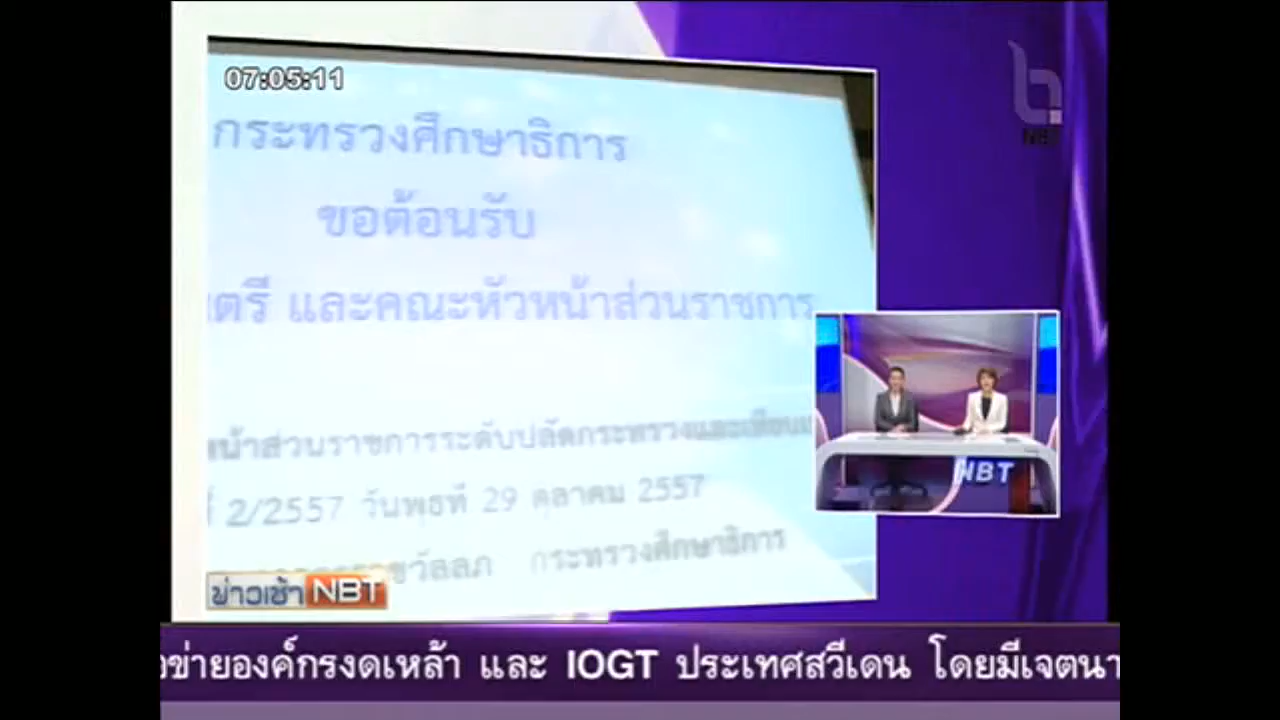 07:05:11
NBT
กระทรวงศึกษาธิการ
ขอต้อนรับ
และคณะหัวหน้าส่วนราชการ
หน้าส่วนราชการระดับปลัดกระทรวงและเทียบเท่า
ที่ 2/2557 วันพุธที่ 29 ตุลาคม 2557
กระทรวงศึกษาธิการ
NBT
ข่าวเช้า NBT
ข่ายองค์กรงดเหล้า และ IOGT ประเทศสวีเดน โดยมีเจตนา